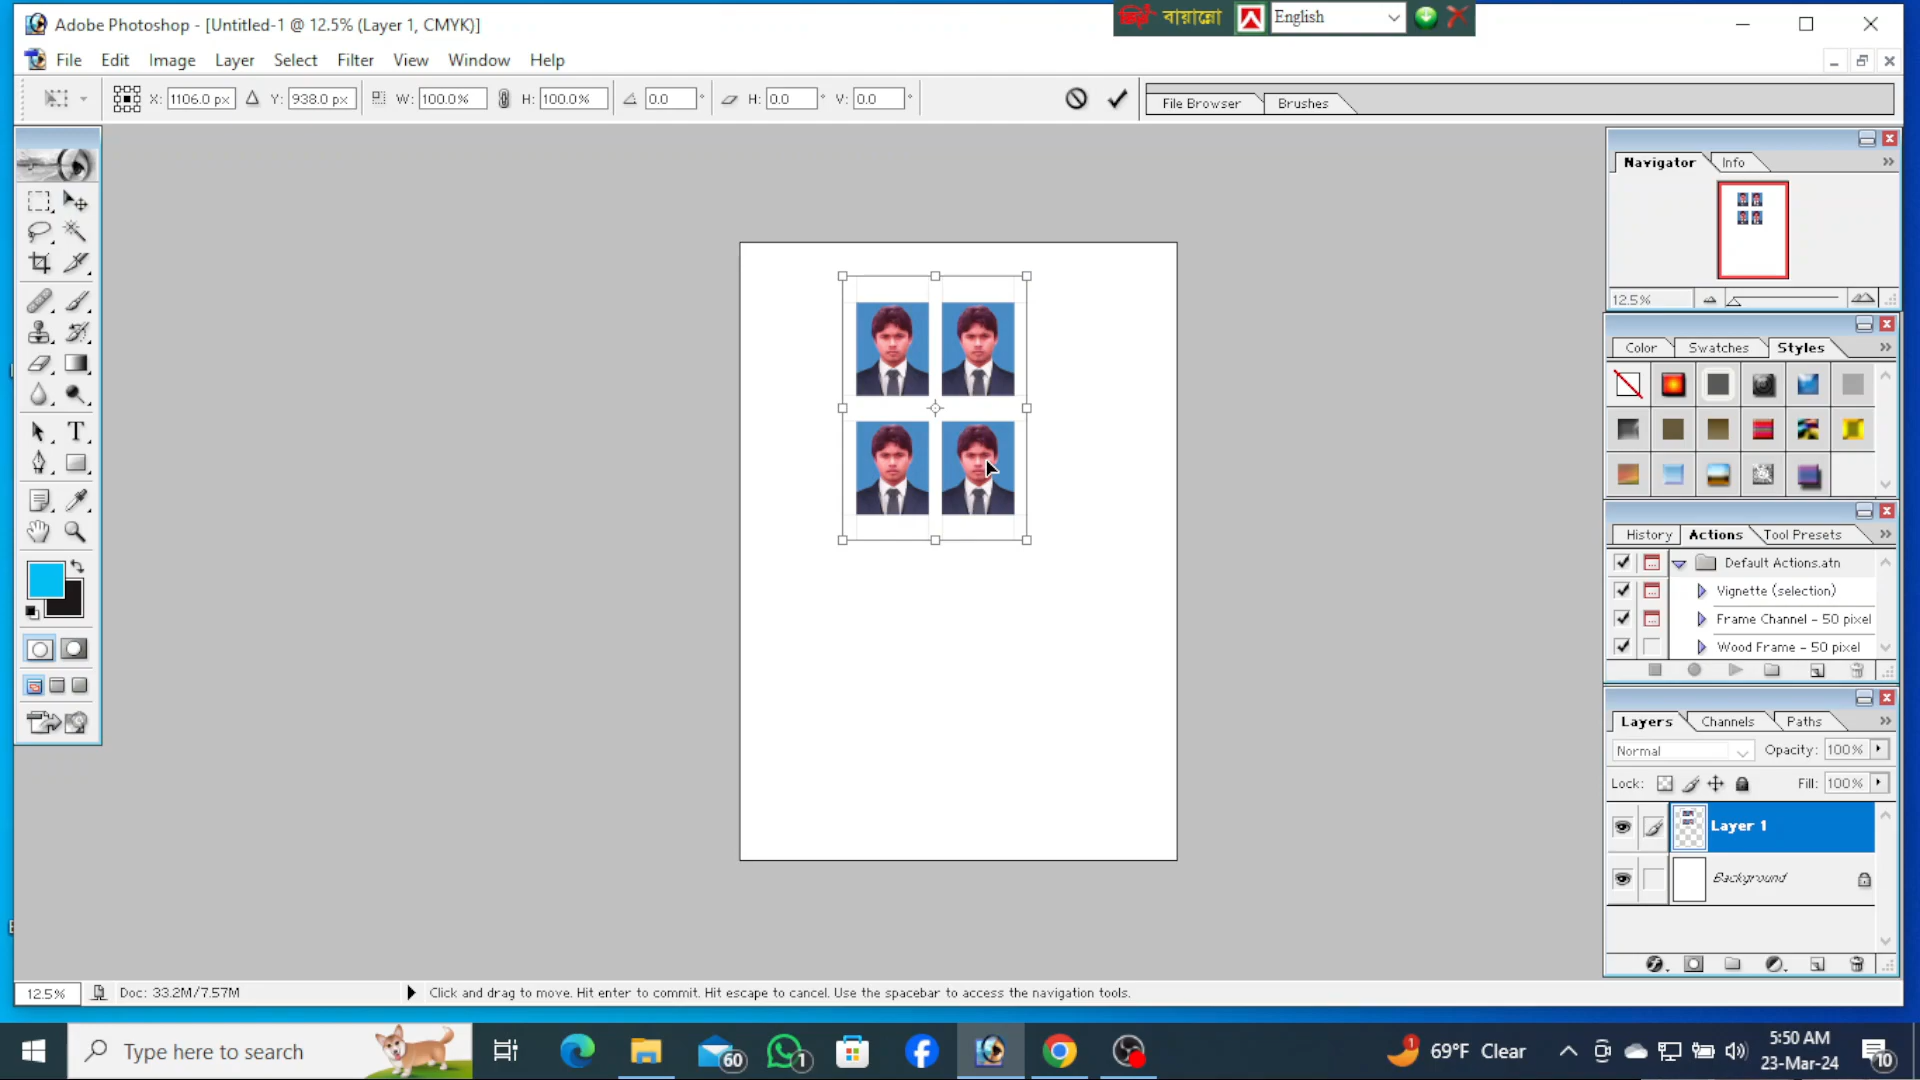 Adobe Photoshop - [Untitled-1 @ 12.5% (Layer 1, CMYK)]
বায়ান্নো English
File Edit Image Layer Select Filter View Window Help
X: 1106.0 px Y: 938.0 px W: 100.0% H: 100.0% 0.0 ° H: 0.0 ° V: 0.0 °
File Browser Brushes
Navigator Info
12.5%
Color Swatches Styles
History Actions Tool Presets
Default Actions.atn
Vignette (selection)
Frame Channel - 50 pixel
Wood Frame - 50 pixel
Layers Channels Paths
Normal Opacity: 100%
Lock: Fill: 100%
Layer 1
Background
12.5% Doc: 33.2M/7.57M Click and drag to move. Hit enter to commit. Hit escape to cancel. Use the spacebar to access the navigation tools.
Type here to search 60 1 69°F Clear 5:50 AM
23-Mar-24 10